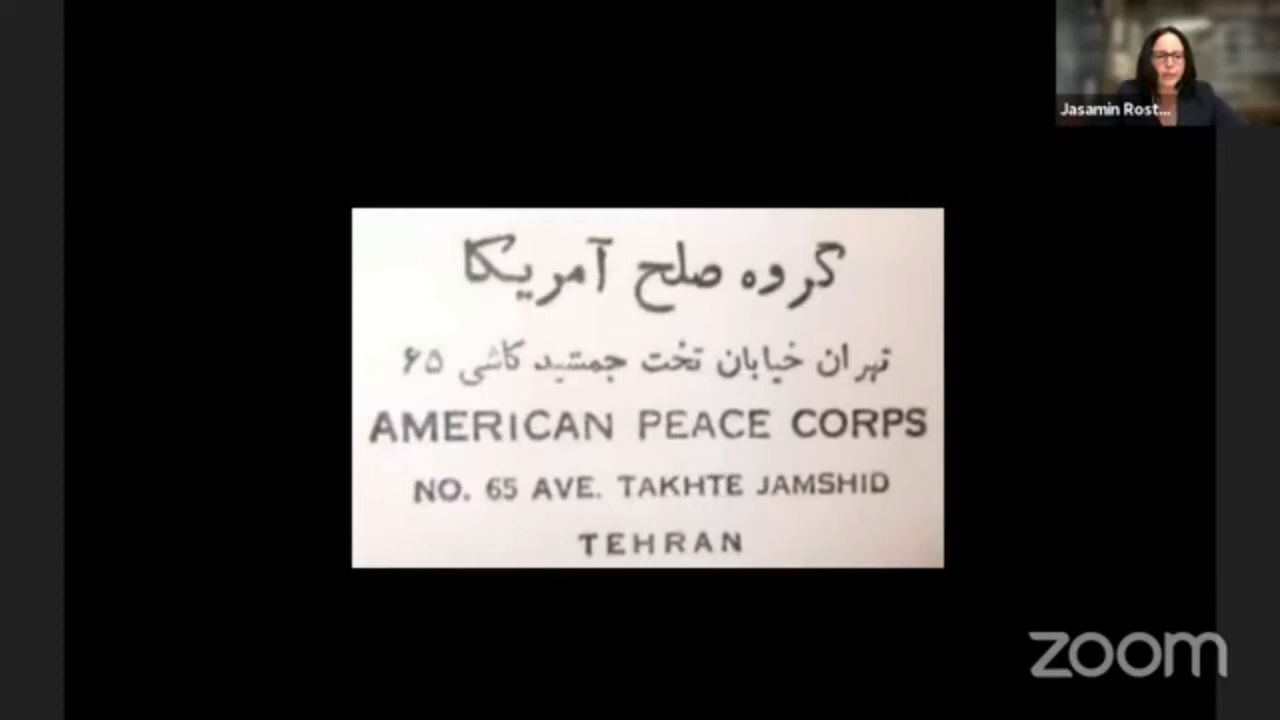 Jasamin Rost...
گروه صلح آمریکا
تهران خیابان تخت جمشید کاشی ۶۵
AMERICAN PEACE CORPS
NO. 65 AVE. TAKHTE JAMSHID
TEHRAN
zoom